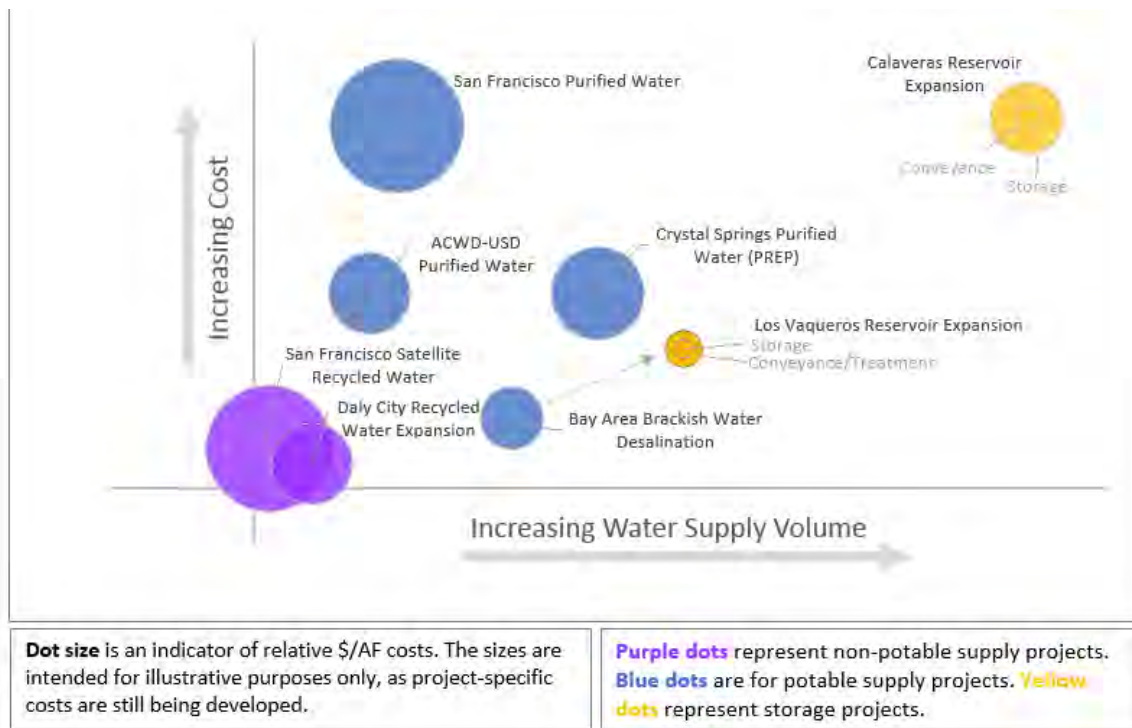 San Francisco Purified Water
Calaveras Reservoir
Expansion
Conveyance
Storage
Increasing Cost
ACWD-USD
Purified Water
Crystal Springs Purified
Water (PREP)
Los Vaqueros Reservoir Expansion
Storage
Conveyance/Treatment
San Francisco Satellite
Recycled Water
Daly City Recycled
Water Expansion
Bay Area Brackish Water
Desalination
Increasing Water Supply Volume
Dot size is an indicator of relative $/AF costs. The sizes are
intended for illustrative purposes only, as project-specific
costs are still being developed.
Purple dots represent non-potable supply projects.
Blue dots are for potable supply projects. Yellow
dots represent storage projects.